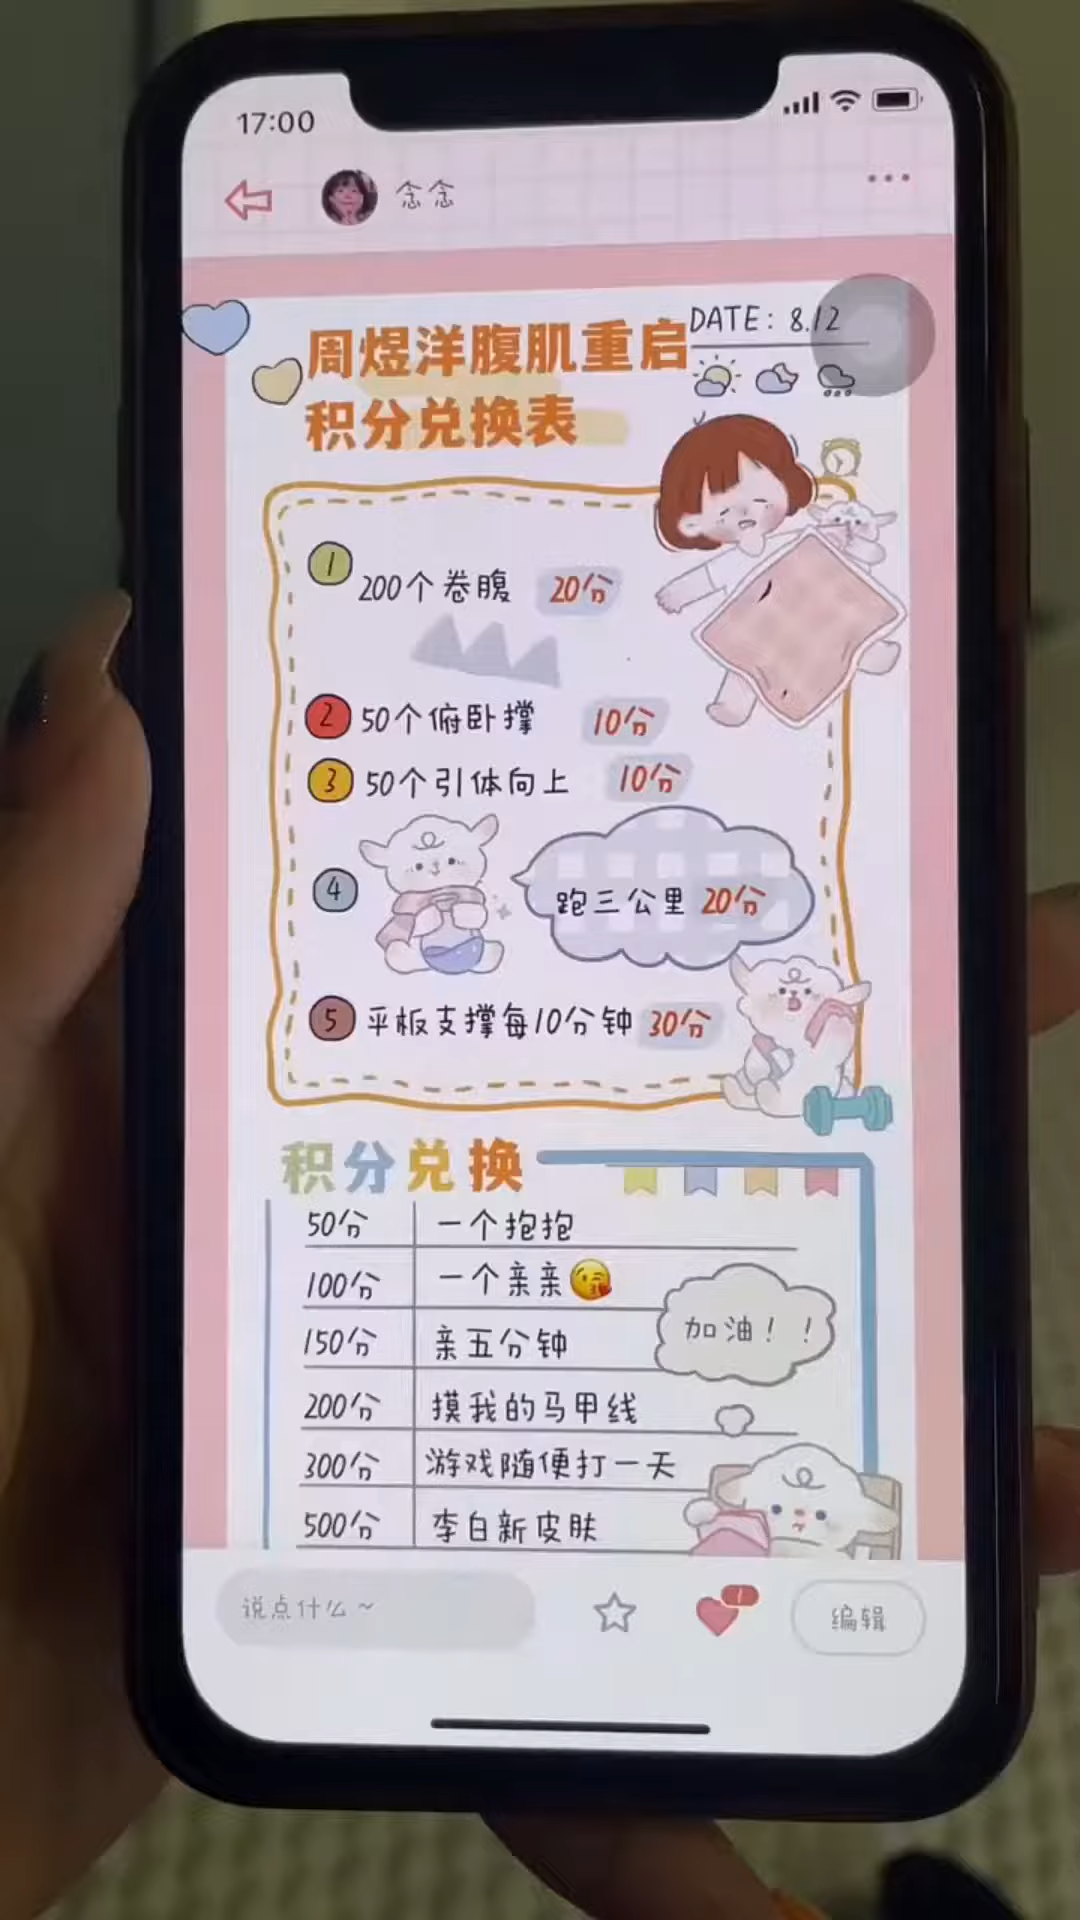 17:00
念念
周煜洋腹肌重启
积分兑换表
DATE: 8.12
1 200个卷腹 20分
2 50个俯卧撑 10分
3 50个引体向上 10分
4 跑三公里 20分
5 平板支撑每10分钟 30分
积分兑换
50分 一个抱抱
100分 一个亲亲😘
150分 亲五分钟
加油！！
200分 摸我的马甲线
300分 游戏随便打一天
500分 李白新皮肤
说点什么~
1
编辑